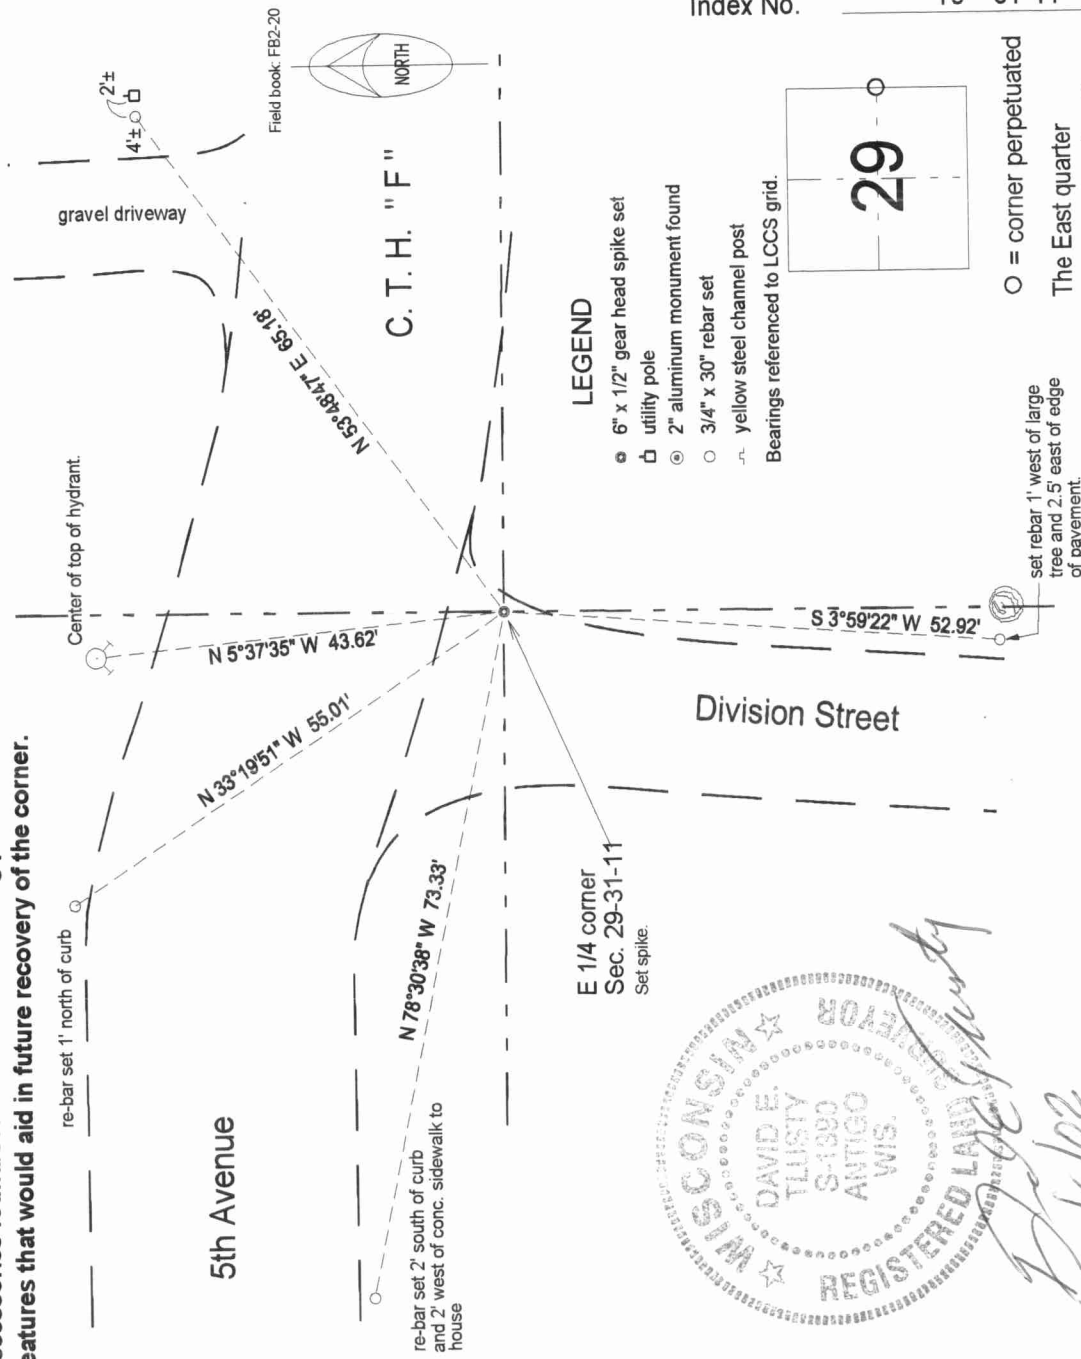 eatures that would aid in future recovery of the corner.
Index No.
Field book: FB2-20
NORTH
re-bar set 1' north of curb
Center of top of hydrant.
gravel driveway
4'±
2'±
N 33°19'51" W 55.01'
N 5°37'35" W 43.62'
N 53°48'47" E 65.18'
5th Avenue
C. T. H. "F"
N 78°30'38" W 73.33'
re-bar set 2' south of curb
and 2' west of conc. sidewalk to
house
E 1/4 corner
Sec. 29-31-11
Set spike.
Division Street
S 3°59'22" W 52.92'
set rebar 1' west of large
tree and 2.5' east of edge
of pavement.
LEGEND
6" x 1/2" gear head spike set
utility pole
2" aluminum monument found
3/4" x 30" rebar set
yellow steel channel post
Bearings referenced to LCCS grid.
29
O = corner perpetuated
The East quarter
WISCONSIN
DAVID E.
TLUSTY
S-1390
ANTIGO
WIS.
REGISTERED LAND SURVEYOR